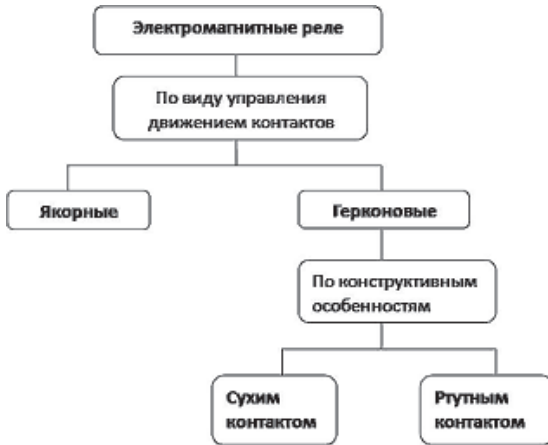 Электромагнитные реле
По виду управления
движением контактов
Якорные
Герконовые
По конструктивным
особенностям
Сухим
контактом
Ртутным
контактом